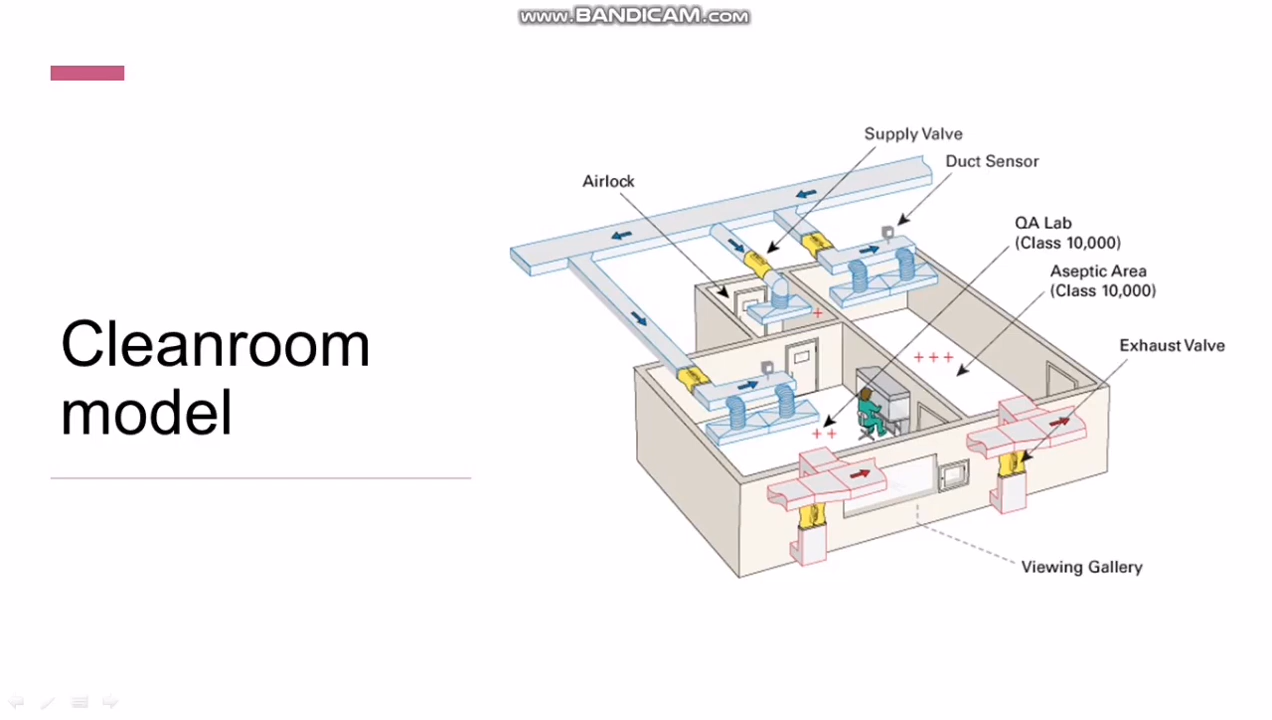 www.BANDICAM.com
Cleanroom
model
Supply Valve
Duct Sensor
Airlock
QA Lab
(Class 10,000)
Aseptic Area
(Class 10,000)
Exhaust Valve
+
+++
++
Viewing Gallery